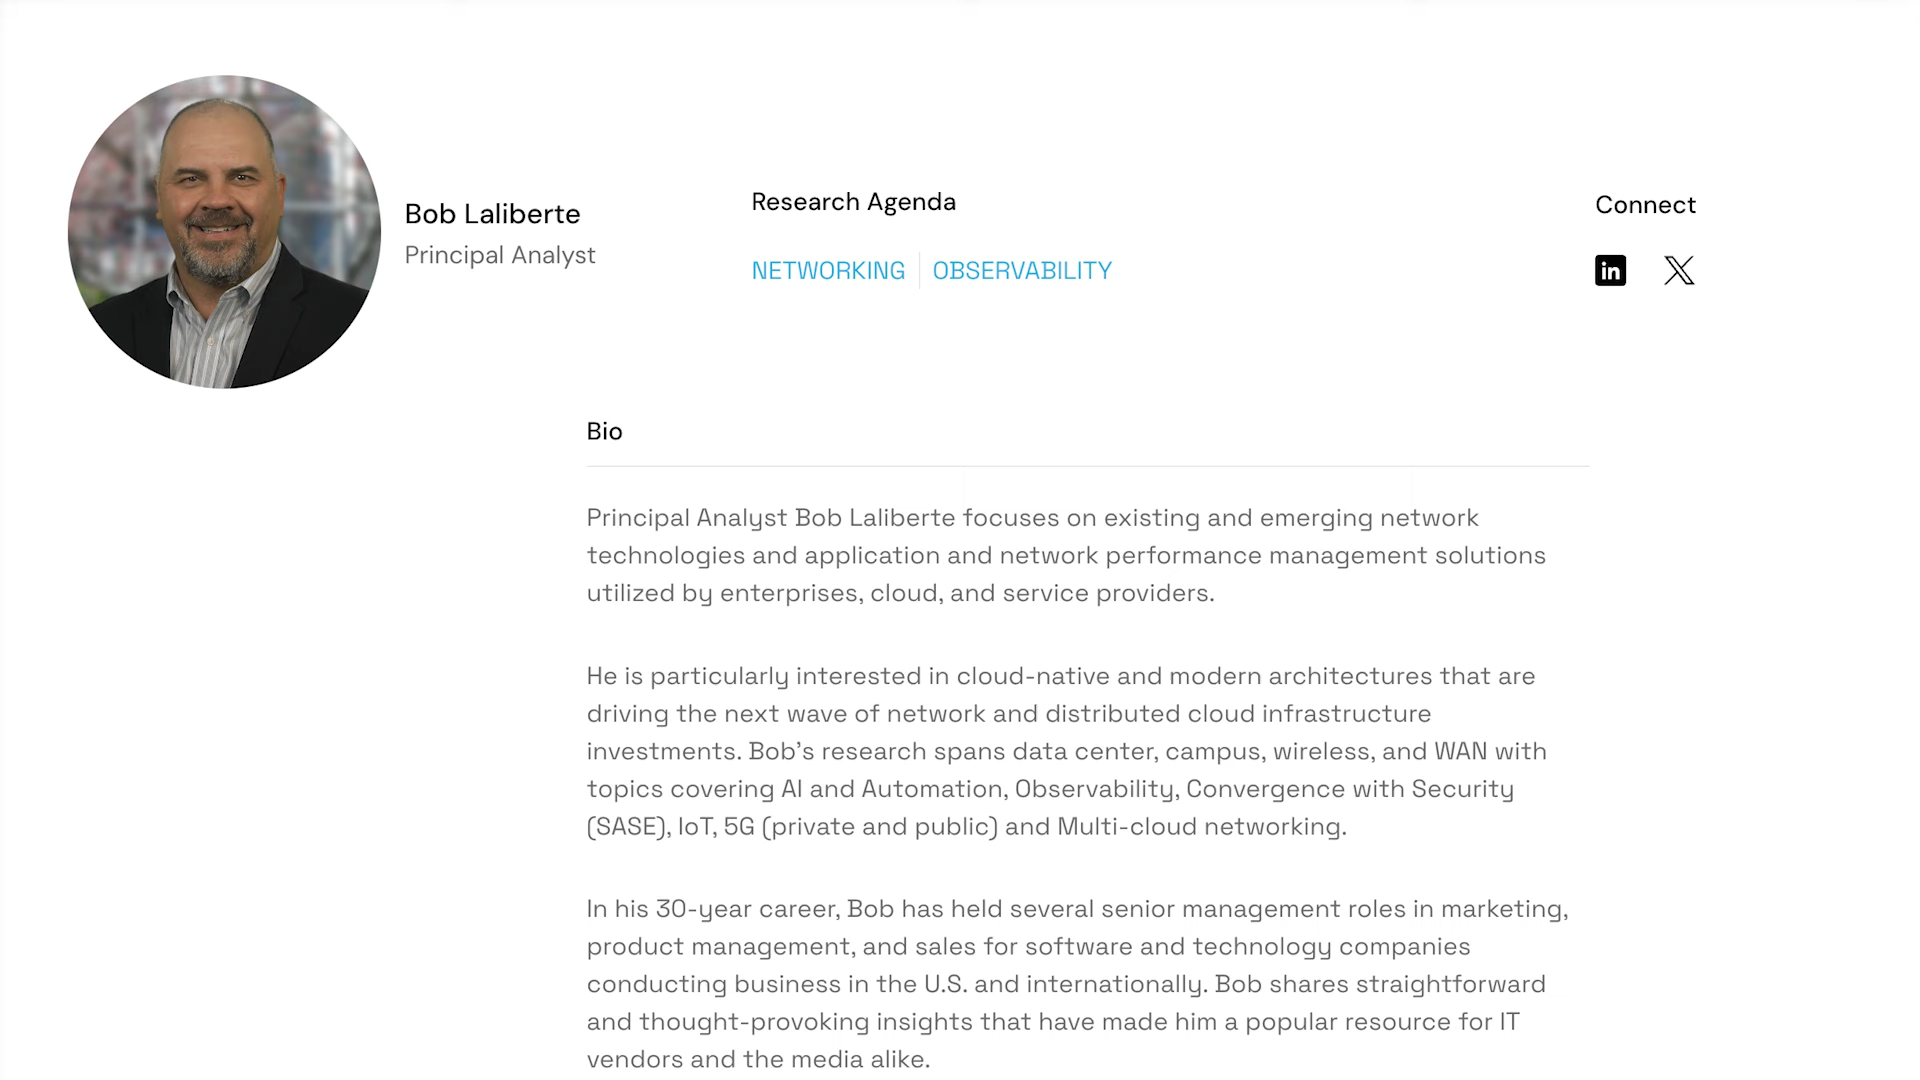 Bob Laliberte
Principal Analyst
Research Agenda
NETWORKING | OBSERVABILITY
Connect
in X
Bio
Principal Analyst Bob Laliberte focuses on existing and emerging network
technologies and application and network performance management solutions
utilized by enterprises, cloud, and service providers.
He is particularly interested in cloud-native and modern architectures that are
driving the next wave of network and distributed cloud infrastructure
investments. Bob’s research spans data center, campus, wireless, and WAN with
topics covering AI and Automation, Observability, Convergence with Security
(SASE), IoT, 5G (private and public) and Multi-cloud networking.
In his 30-year career, Bob has held several senior management roles in marketing,
product management, and sales for software and technology companies
conducting business in the U.S. and internationally. Bob shares straightforward
and thought-provoking insights that have made him a popular resource for IT
vendors and the media alike.